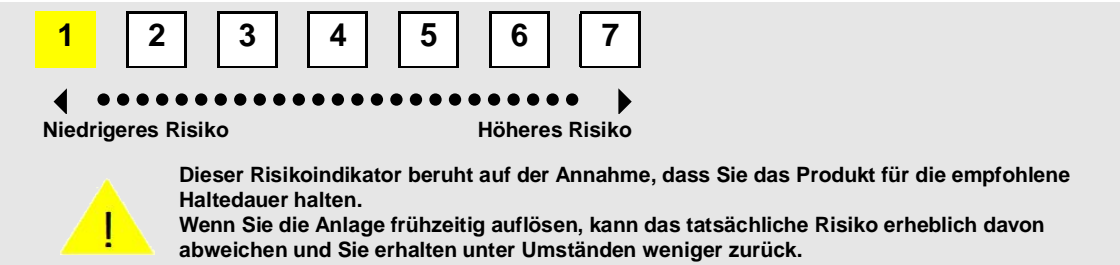 1 2 3 4 5 6 7
Niedrigeres Risiko Höheres Risiko
Dieser Risikoindikator beruht auf der Annahme, dass Sie das Produkt für die empfohlene
Haltedauer halten.
Wenn Sie die Anlage frühzeitig auflösen, kann das tatsächliche Risiko erheblich davon
abweichen und Sie erhalten unter Umständen weniger zurück.
!